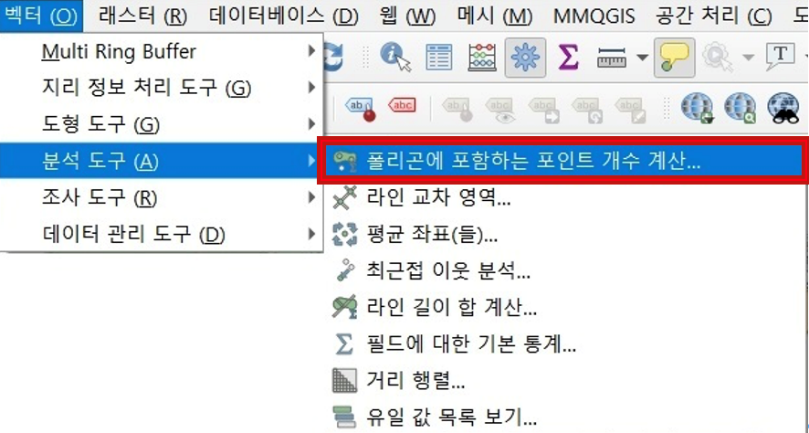 벡터 (O) 래스터 (R) 데이터베이스 (D) 웹 (W) 메시 (M) MMQGIS 공간 처리 (C)
Multi Ring Buffer
지리 정보 처리 도구 (G)
도형 도구 (G)
분석 도구 (A)
조사 도구 (R)
데이터 관리 도구 (D)
abc
abc
폴리곤에 포함하는 포인트 개수 계산...
라인 교차 영역...
평균 좌표(들)...
최근접 이웃 분석...
라인 길이 합 계산...
필드에 대한 기본 통계...
거리 행렬...
유일 값 목록 보기...